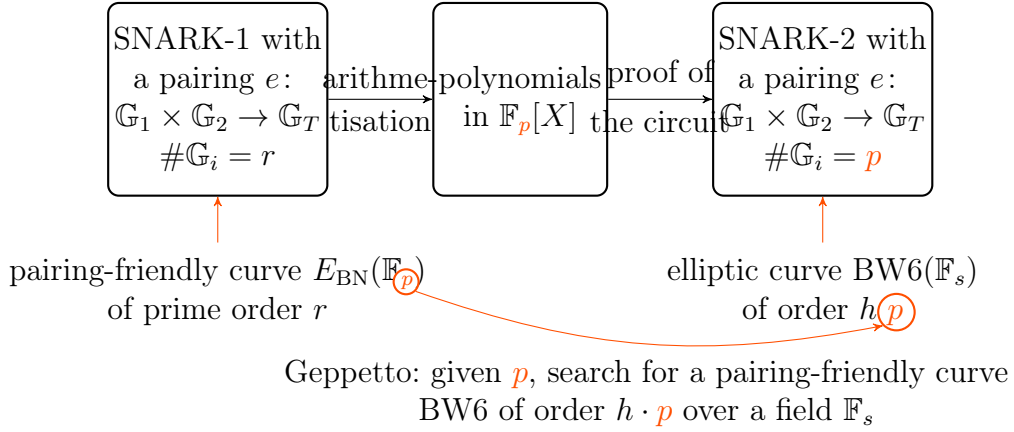 SNARK-1 with
a pairing e:
𝔾₁ × 𝔾₂ → 𝔾_T
#𝔾ᵢ = r
arithme-
tisation
polynomials
in 𝔽ₚ[X]
proof of
the circuit
SNARK-2 with
a pairing e:
𝔾₁ × 𝔾₂ → 𝔾_T
#𝔾ᵢ = p
pairing-friendly curve E_BN(𝔽ₚ)
of prime order r
elliptic curve BW6(𝔽ₛ)
of order h p
Geppetto: given p, search for a pairing-friendly curve
BW6 of order h · p over a field 𝔽ₛ